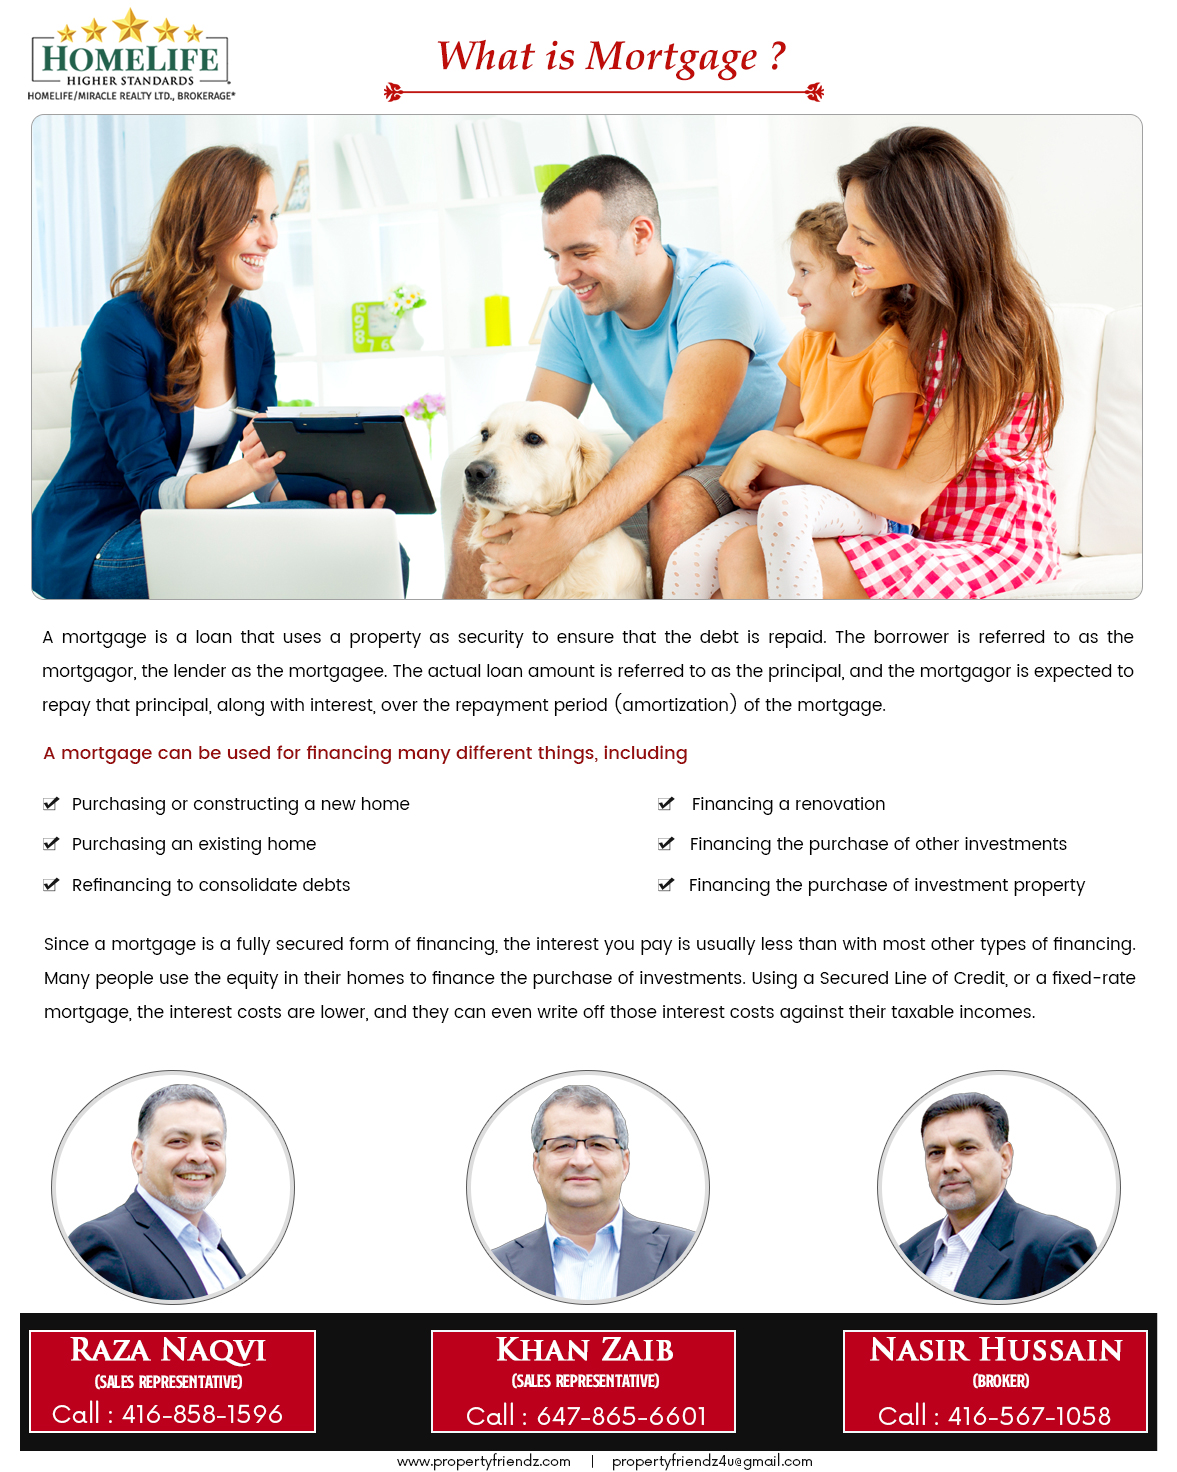 HOMELIFE
HIGHER STANDARDS
HOMELIFE/MIRACLE REALTY LTD., BROKERAGE*
What is Mortgage ?
A mortgage is a loan that uses a property as security to ensure that the debt is repaid. The borrower is referred to as the
mortgagor, the lender as the mortgagee. The actual loan amount is referred to as the principal, and the mortgagor is expected to
repay that principal, along with interest, over the repayment period (amortization) of the mortgage.
A mortgage can be used for financing many different things, including
Purchasing or constructing a new home
Purchasing an existing home
Refinancing to consolidate debts
Financing a renovation
Financing the purchase of other investments
Financing the purchase of investment property
Since a mortgage is a fully secured form of financing, the interest you pay is usually less than with most other types of financing.
Many people use the equity in their homes to finance the purchase of investments. Using a Secured Line of Credit, or a fixed-rate
mortgage, the interest costs are lower, and they can even write off those interest costs against their taxable incomes.
RAZA NAQVI
(SALES REPRESENTATIVE)
Call : 416-858-1596
KHAN ZAIB
(SALES REPRESENTATIVE)
Call : 647-865-6601
NASIR HUSSAIN
(BROKER)
Call : 416-567-1058
www.propertyfriendz.com | propertyfriendz4u@gmail.com